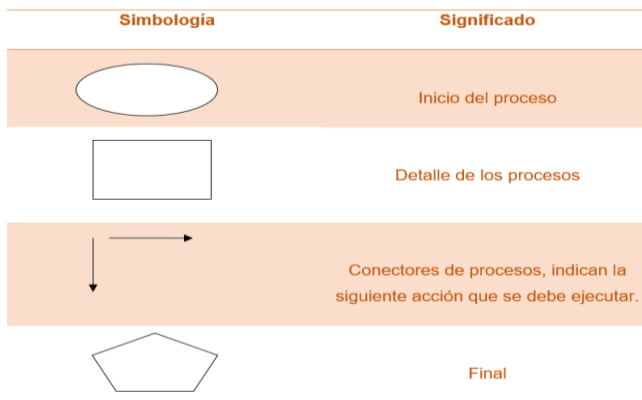 Simbología Significado
Inicio del proceso
Detalle de los procesos
Conectores de procesos, indican la
siguiente acción que se debe ejecutar.
Final